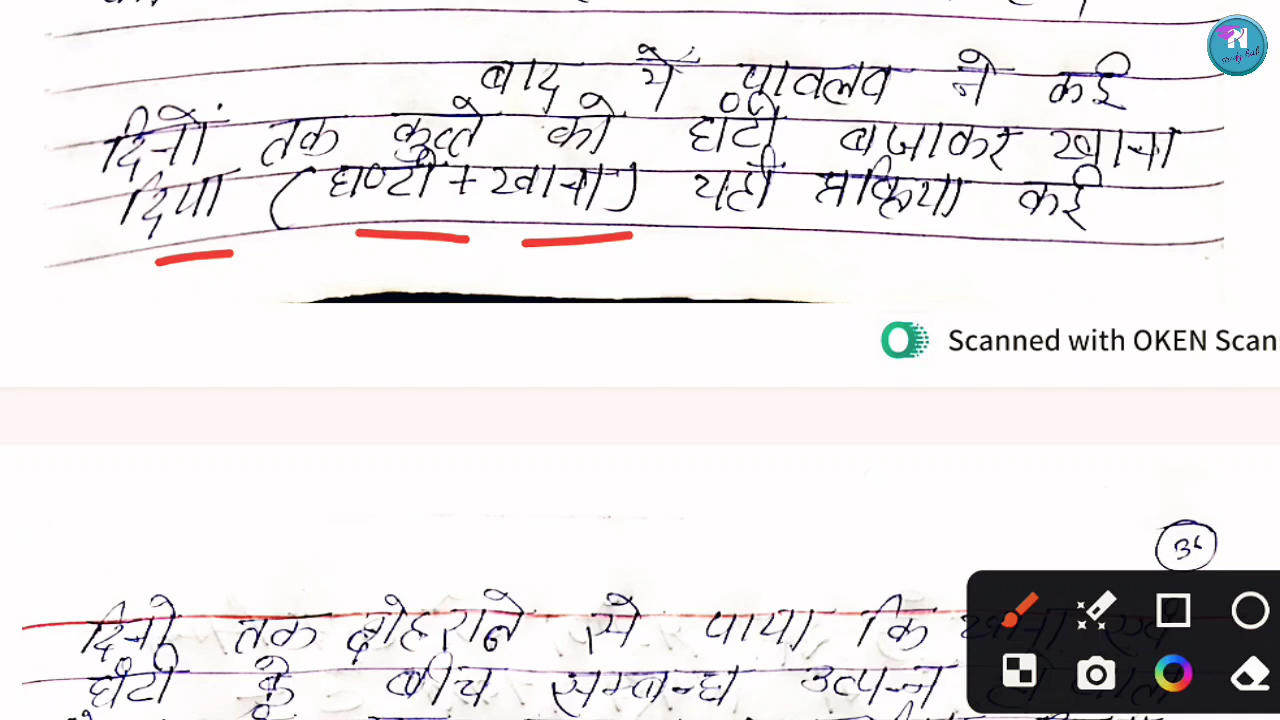 बाद में पावलव ने कई
दिनों तक कुत्ते को घंटी बजाकर खाना
दिया (घण्टी + खाना) यही प्रक्रिया कई
Scanned with OKEN Scan
दिनो तक दोहराने से पाया कि खाना एवं
घंटी के बीच सम्बन्ध उत्पन्न हो जाता